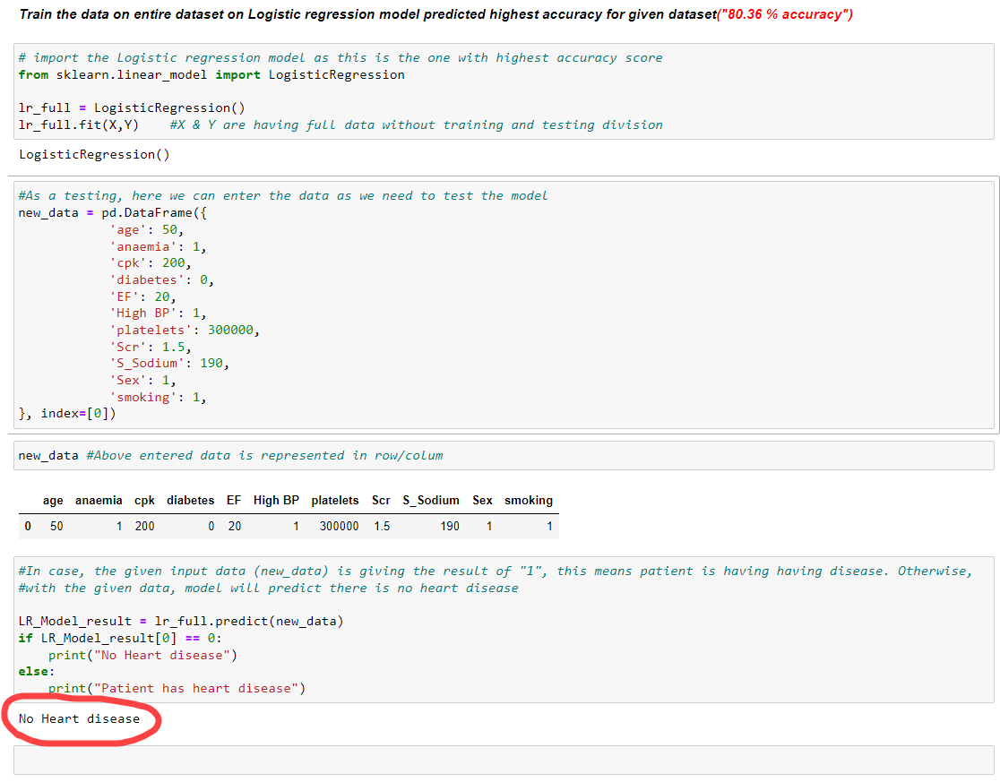 Train the data on entire dataset on Logistic regression model predicted highest accuracy for given dataset("80.36 % accuracy")
# import the Logistic regression model as this is the one with highest accuracy score
from sklearn.linear_model import LogisticRegression
lr_full = LogisticRegression()
lr_full.fit(X,Y)    #X & Y are having full data without training and testing division
LogisticRegression()
#As a testing, here we can enter the data as we need to test the model
new_data = pd.DataFrame({
'age': 50,
'anaemia': 1,
'cpk': 200,
'diabetes': 0,
'EF': 20,
'High BP': 1,
'platelets': 300000,
'Scr': 1.5,
'S_Sodium': 190,
'Sex': 1,
'smoking': 1,
}, index=[0])
new_data #Above entered data is represented in row/colum
age anaemia cpk diabetes EF High BP platelets Scr S_Sodium Sex smoking
0 50 1 200 0 20 1 300000 1.5 190 1 1
#In case, the given input data (new_data) is giving the result of "1", this means patient is having having disease. Otherwise,
#with the given data, model will predict there is no heart disease
LR_Model_result = lr_full.predict(new_data)
if LR_Model_result[0] == 0:
print("No Heart disease")
else:
print("Patient has heart disease")
No Heart disease